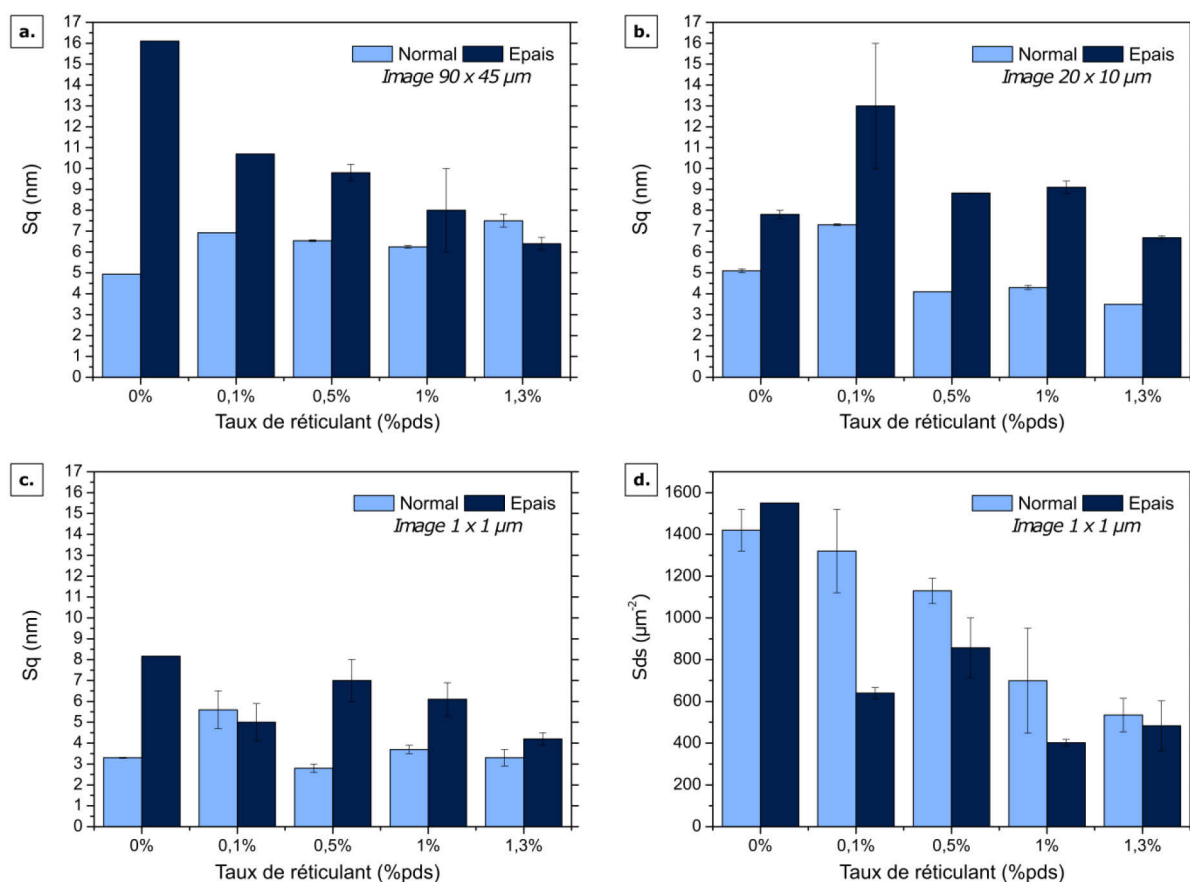 a.
17
16
15
14
13
12
11
10
9
8
7
6
5
4
3
2
1
0
Sq (nm)
Normal Epais
Image 90 x 45 µm
0% 0,1% 0,5% 1% 1,3%
Taux de réticulant (%pds)
b.
17
16
15
14
13
12
11
10
9
8
7
6
5
4
3
2
1
0
Sq (nm)
Normal Epais
Image 20 x 10 µm
0% 0,1% 0,5% 1% 1,3%
Taux de réticulant (%pds)
c.
17
16
15
14
13
12
11
10
9
8
7
6
5
4
3
2
1
0
Sq (nm)
Normal Epais
Image 1 x 1 µm
0% 0,1% 0,5% 1% 1,3%
Taux de réticulant (%pds)
d.
1600
1400
1200
1000
800
600
400
200
0
Sds (µm⁻²)
Normal Epais
Image 1 x 1 µm
0% 0,1% 0,5% 1% 1,3%
Taux de réticulant (%pds)